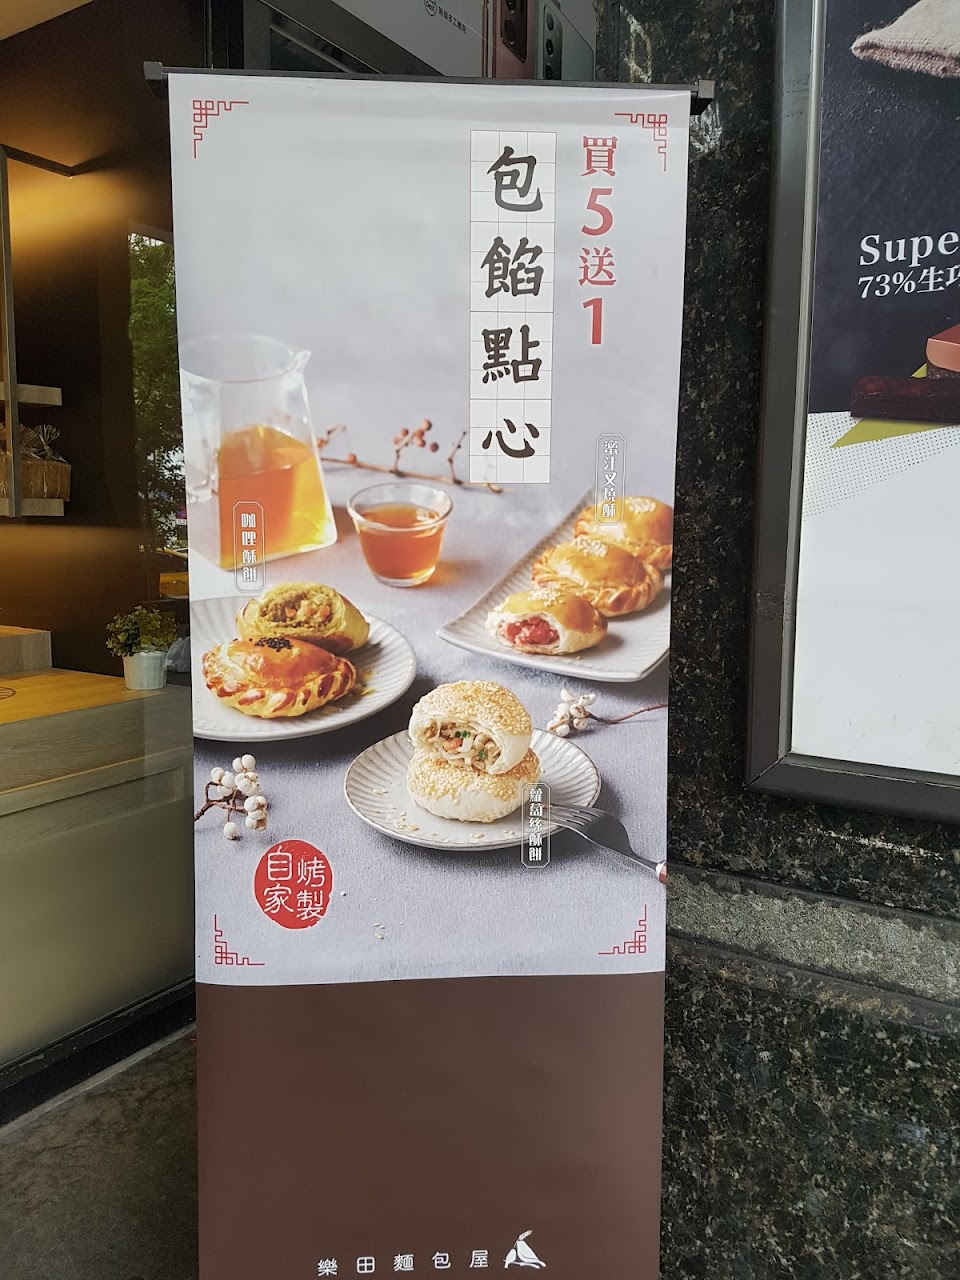 買5送1
包餡點心
蜜汁叉燒酥
咖哩酥餅
蘿蔔絲酥餅
自家
烤製
樂田麵包屋
Supe
73%生巧